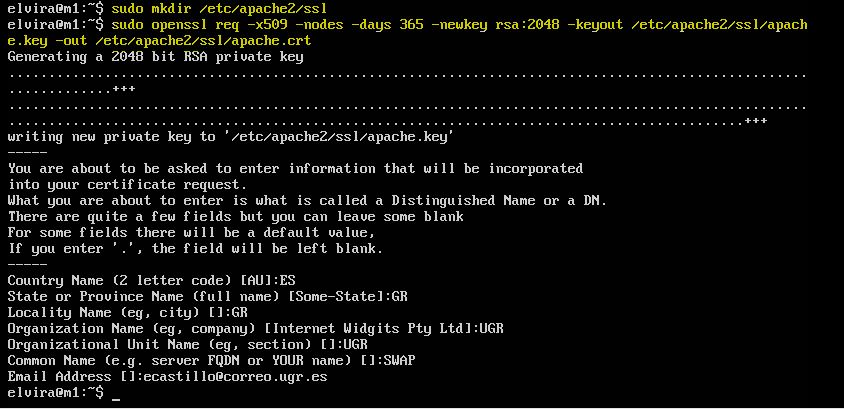 elvira@m1:~$ sudo mkdir /etc/apache2/ssl
elvira@m1:~$ sudo openssl req -x509 -nodes -days 365 -newkey rsa:2048 -keyout /etc/apache2/ssl/apach
e.key -out /etc/apache2/ssl/apache.crt
Generating a 2048 bit RSA private key
....................................................................................................
.............+++
....................................................................................................
............................................................................................+++
writing new private key to '/etc/apache2/ssl/apache.key'
-----
You are about to be asked to enter information that will be incorporated
into your certificate request.
What you are about to enter is what is called a Distinguished Name or a DN.
There are quite a few fields but you can leave some blank
For some fields there will be a default value,
If you enter '.', the field will be left blank.
-----
Country Name (2 letter code) [AU]:ES
State or Province Name (full name) [Some-State]:GR
Locality Name (eg, city) []:GR
Organization Name (eg, company) [Internet Widgits Pty Ltd]:UGR
Organizational Unit Name (eg, section) []:UGR
Common Name (e.g. server FQDN or YOUR name) []:SWAP
Email Address []:ecastillo@correo.ugr.es
elvira@m1:~$ _